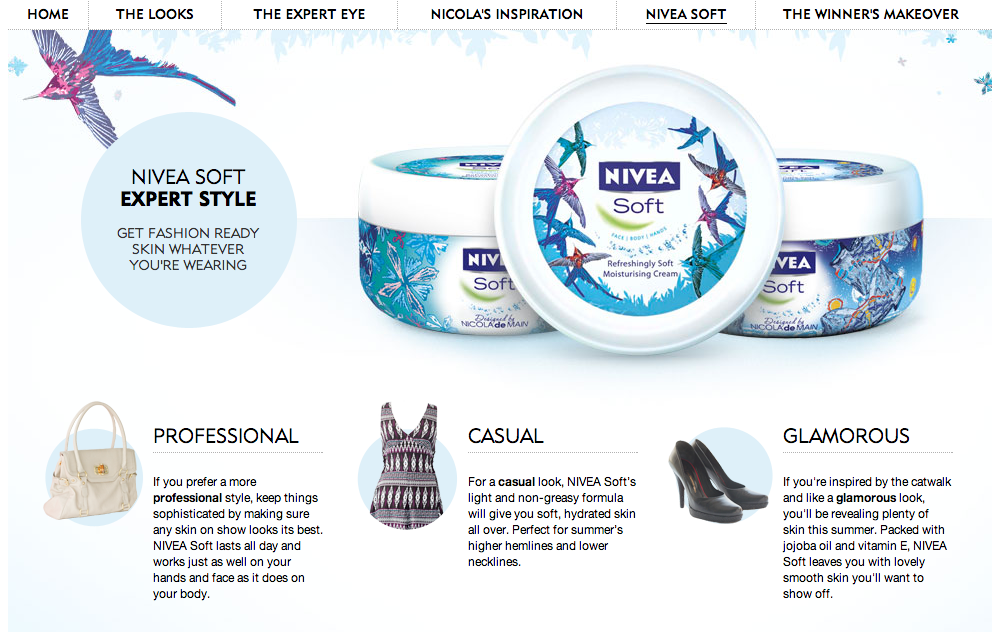 HOME
THE LOOKS
THE EXPERT EYE
NICOLA'S INSPIRATION
NIVEA SOFT
THE WINNER'S MAKEOVER
NIVEA SOFT
EXPERT STYLE
GET FASHION READY
SKIN WHATEVER
YOU'RE WEARING
NIV
Soft
Designed by
NICOLA de MAIN
NIVEA
Soft
FACE | BODY | HANDS
Refreshingly Soft
Moisturising Cream
VEA
Soft
Designed by
NICOLA de MAIN
PROFESSIONAL
If you prefer a more
professional style, keep things
sophisticated by making sure
any skin on show looks its best.
NIVEA Soft lasts all day and
works just as well on your
hands and face as it does on
your body.
CASUAL
For a casual look, NIVEA Soft's
light and non-greasy formula
will give you soft, hydrated skin
all over. Perfect for summer's
higher hemlines and lower
necklines.
GLAMOROUS
If you're inspired by the catwalk
and like a glamorous look,
you'll be revealing plenty of
skin this summer. Packed with
jojoba oil and vitamin E, NIVEA
Soft leaves you with lovely
smooth skin you'll want to
show off.